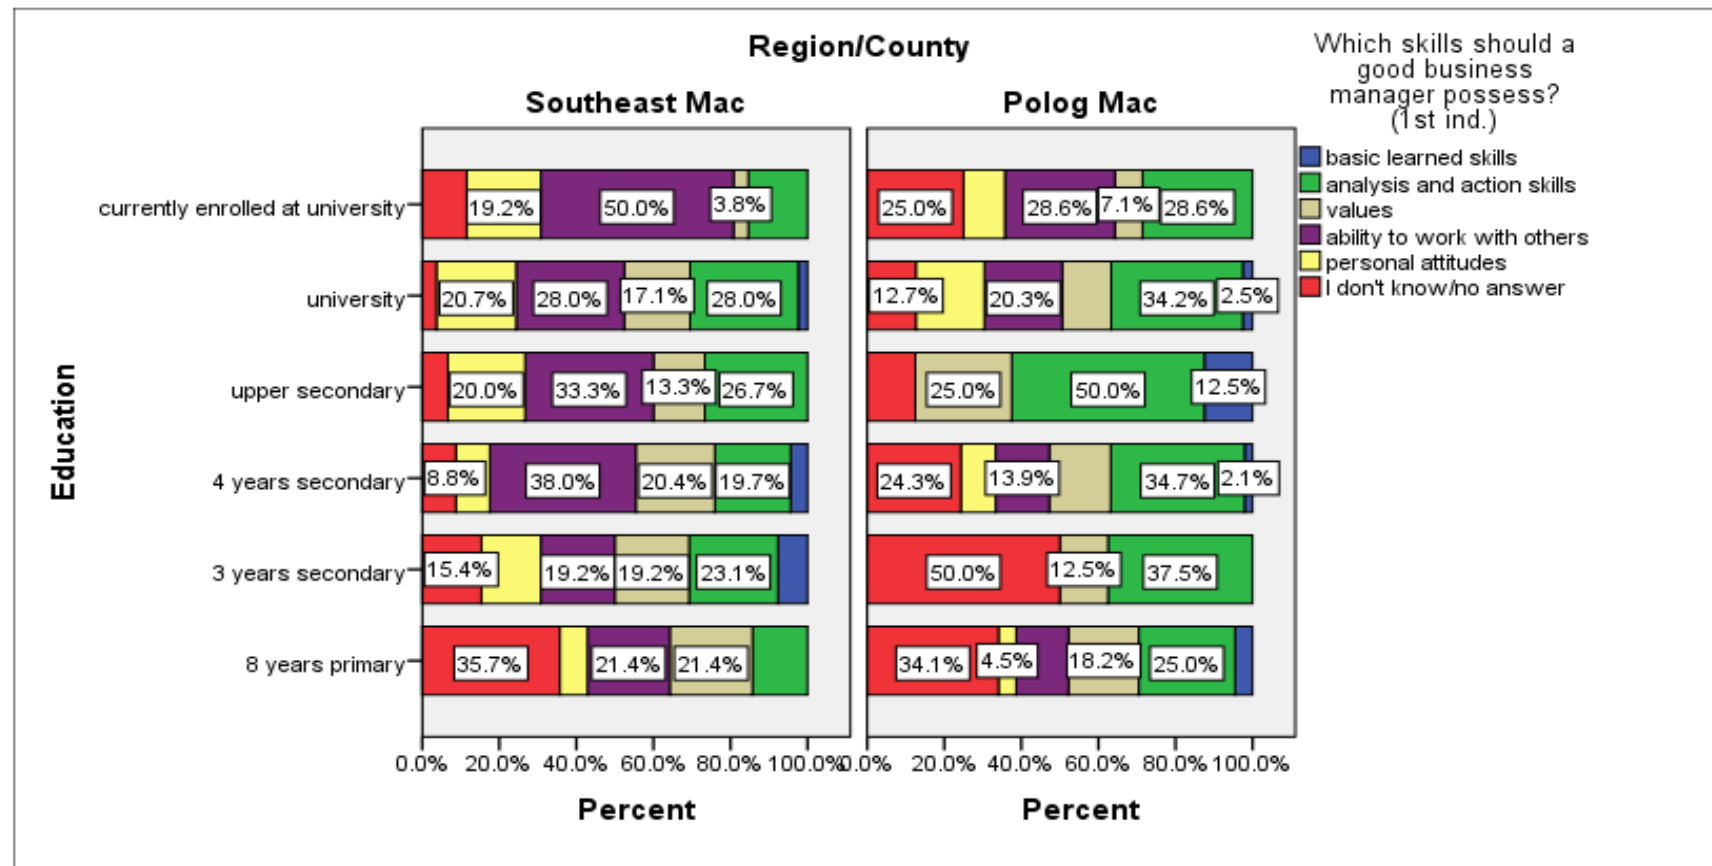 Region/County
Southeast Mac
Polog Mac
Which skills should a
good business
manager possess?
(1st ind.)
basic learned skills
analysis and action skills
values
ability to work with others
personal attitudes
I don't know/no answer
Education
currently enrolled at university
19.2% 50.0% 3.8%
25.0% 28.6% 7.1% 28.6%
university
20.7% 28.0% 17.1% 28.0%
12.7% 20.3% 34.2% 2.5%
upper secondary
20.0% 33.3% 13.3% 26.7%
25.0% 50.0% 12.5%
4 years secondary
8.8% 38.0% 20.4% 19.7%
24.3% 13.9% 34.7% 2.1%
3 years secondary
15.4% 19.2% 19.2% 23.1%
50.0% 12.5% 37.5%
8 years primary
35.7% 21.4% 21.4%
34.1% 4.5% 18.2% 25.0%
0.0% 20.0% 40.0% 60.0% 80.0% 100.0%
0.0% 20.0% 40.0% 60.0% 80.0% 100.0%
Percent
Percent